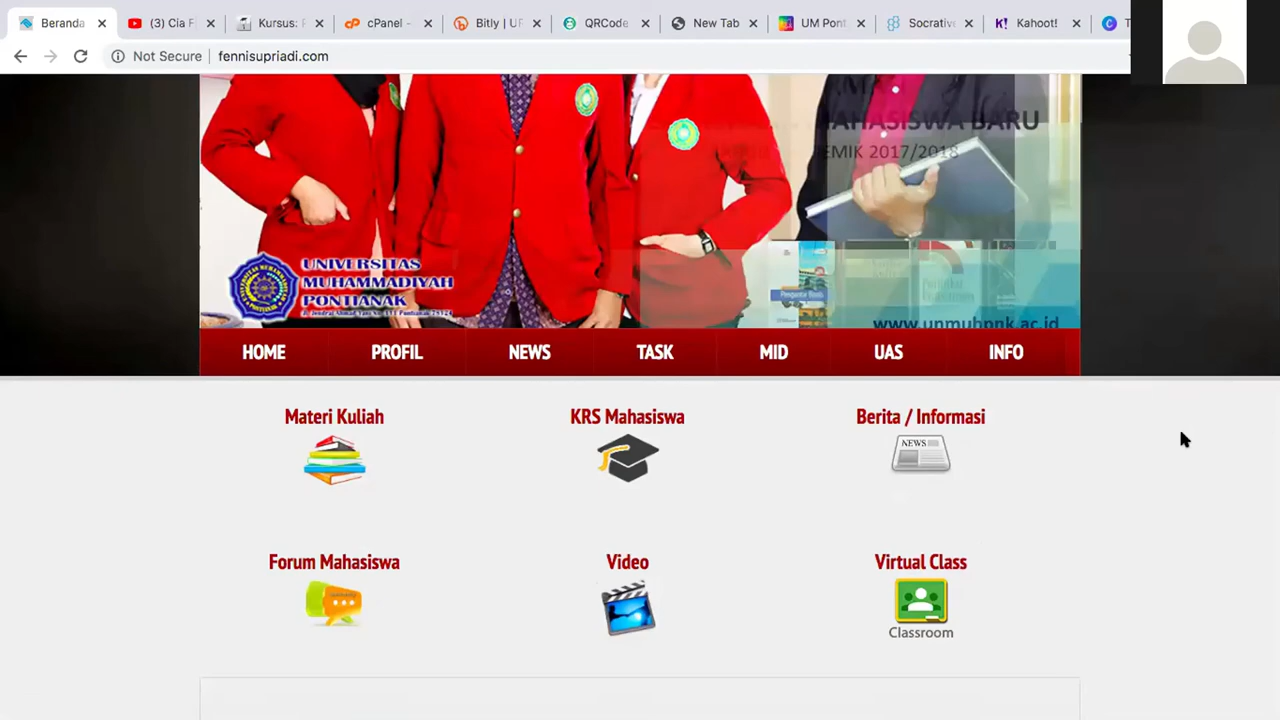 Beranda
(3) Cia F
Kursus: P
cPanel -
Bitly | UR
QRCode
New Tab
UM Pont
Socrative
Kahoot!
T
Not Secure
fennisupriadi.com
MAHASISWA BARU
2017/2018
UNIVERSITAS
MUHAMMADIYAH
PONTIANAK
www.unmuhpnk.ac.id
HOME
PROFIL
NEWS
TASK
MID
UAS
INFO
Materi Kuliah
KRS Mahasiswa
Berita / Informasi
NEWS
Forum Mahasiswa
Video
Virtual Class
Classroom